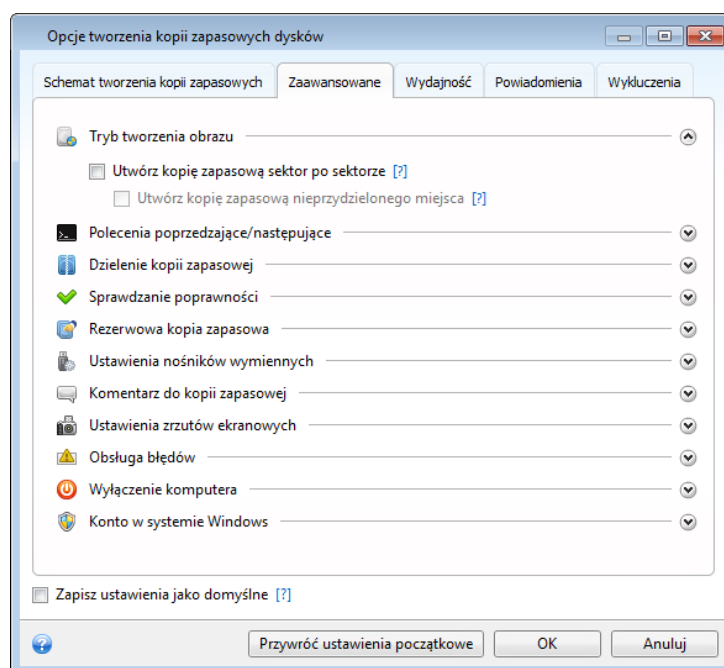 Opcje tworzenia kopii zapasowych dysków
Schemat tworzenia kopii zapasowych Zaawansowane Wydajność Powiadomienia Wykluczenia
Tryb tworzenia obrazu
Utwórz kopię zapasową sektor po sektorze [?]
Utwórz kopię zapasową nieprzydzielonego miejsca [?]
Polecenia poprzedzające/następujące
Dzielenie kopii zapasowej
Sprawdzanie poprawności
Rezerwowa kopia zapasowa
Ustawienia nośników wymiennych
Komentarz do kopii zapasowej
Ustawienia zrzutów ekranowych
Obsługa błędów
Wyłączenie komputera
Konto w systemie Windows
Zapisz ustawienia jako domyślne [?]
Przywróć ustawienia początkowe OK Anuluj